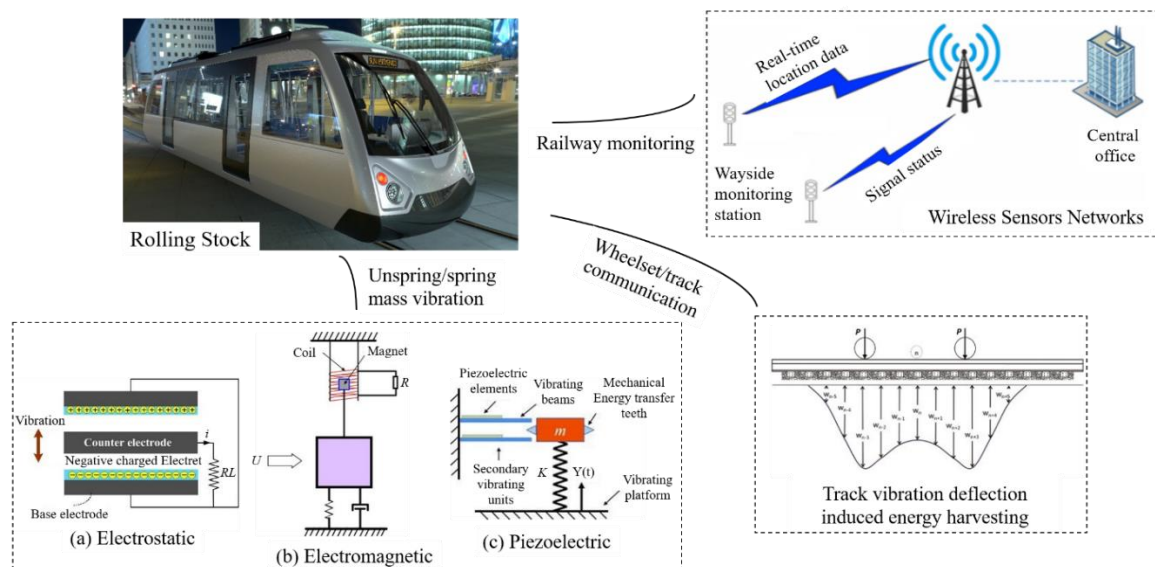 Rolling Stock
Railway monitoring
Real-time
location data
Signal status
Wayside
monitoring
station
Central
office
Wireless Sensors Networks
Unspring/spring
mass vibration
Wheelset/track
communication
Vibration
Counter electrode
i
Negative charged Electret
RL
Base electrode
(a) Electrostatic
Coil
Magnet
R
U
(b) Electromagnetic
Piezoelectric
elements
Vibrating
beams
Mechanical
Energy transfer
teeth
m
K
Y(t)
Secondary
vibrating
units
Vibrating
platform
(c) Piezoelectric
P
P
Track vibration deflection
induced energy harvesting